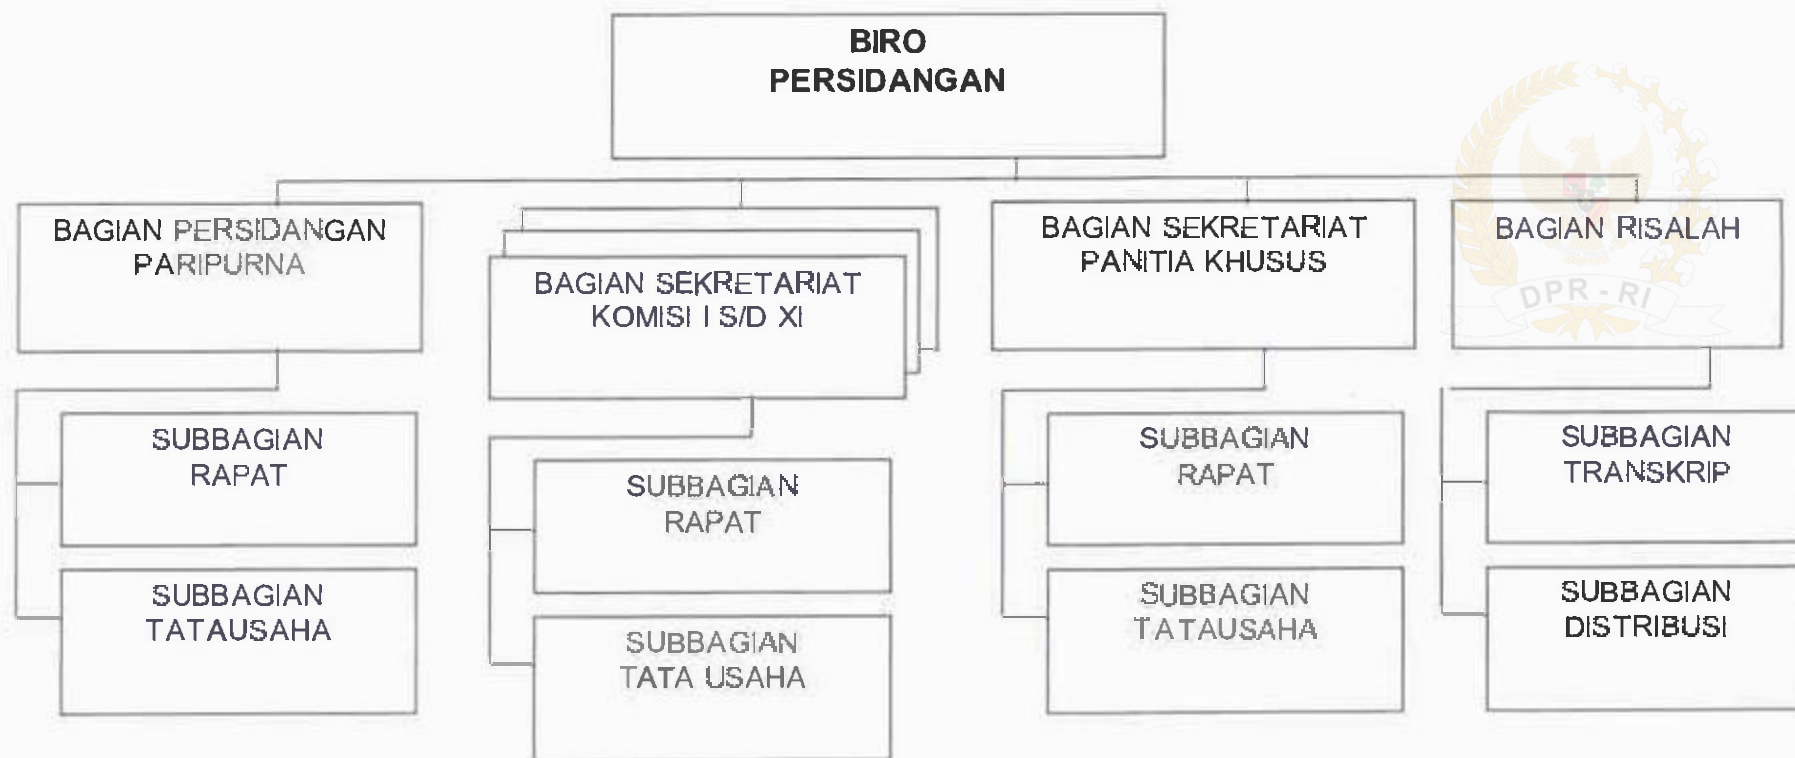 BIRO
PERSIDANGAN
BAGIAN PERSIDANGAN
PARIPURNA
BAGIAN SEKRETARIAT
KOMISI I S/D XI
BAGIAN SEKRETARIAT
PANITIA KHUSUS
BAGIAN RISALAH
DPR - RI
SUBBAGIAN
RAPAT
SUBBAGIAN
TATAUSAHA
SUBBAGIAN
RAPAT
SUBBAGIAN
TATA USAHA
SUBBAGIAN
RAPAT
SUBBAGIAN
TATAUSAHA
SUBBAGIAN
TRANSKRIP
SUBBAGIAN
DISTRIBUSI